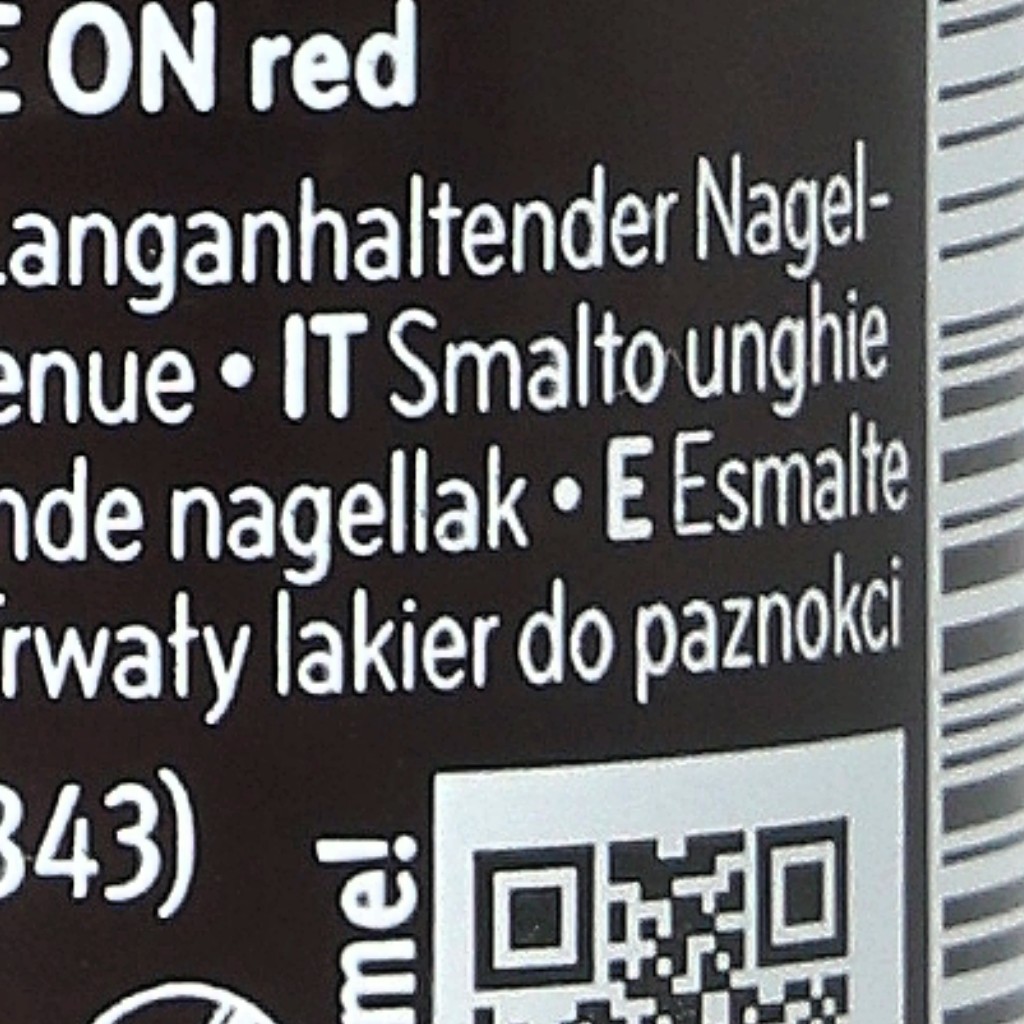 ON red
Langanhaltender Nagel-
enue • IT Smalto unghie
nde nagellak • E Esmalte
rwały lakier do paznokci
343)
me!